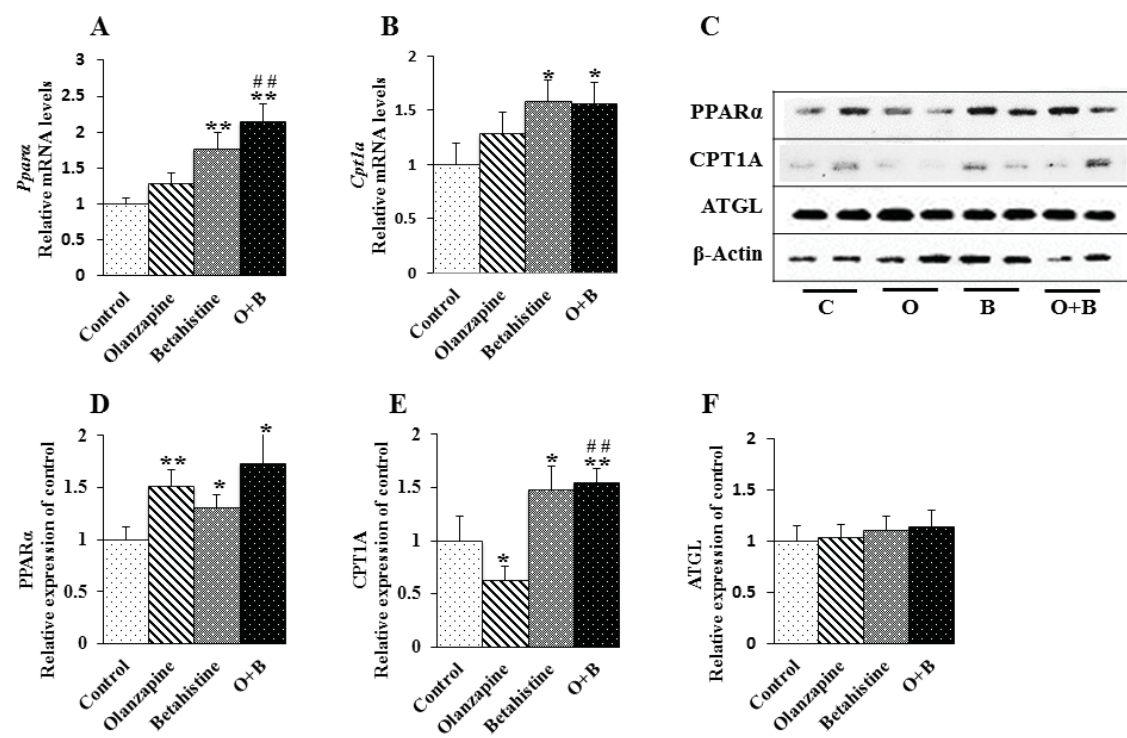 A
Pparα
Relative mRNA levels
3
2.5
2
1.5
1
0.5
0
**
##
**
Control
Olanzapine
Betahistine
O+B
B
Cpt1a
Relative mRNA levels
2
1.5
1
0.5
0
*
*
Control
Olanzapine
Betahistine
O+B
C
PPARα
CPT1A
ATGL
β-Actin
C O B O+B
D
PPARα
Relative expression of control
2
1.5
1
0.5
0
**
*
*
Control
Olanzapine
Betahistine
O+B
E
CPT1A
Relative expression of control
2
1.5
1
0.5
0
*
*
##
**
Control
Olanzapine
Betahistine
O+B
F
ATGL
Relative expression of control
2
1.5
1
0.5
0
Control
Olanzapine
Betahistine
O+B